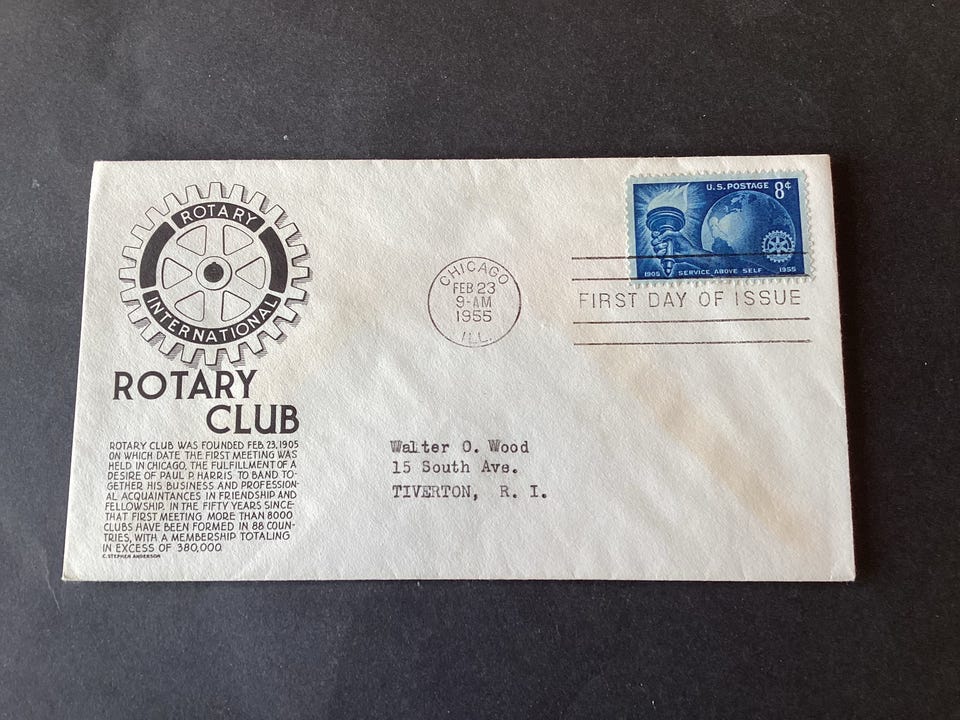 ROTARY
INTERNATIONAL
ROTARY
CLUB
ROTARY CLUB WAS FOUNDED FEB. 23, 1905
ON WHICH DATE THE FIRST MEETING WAS
HELD IN CHICAGO, THE FULFILLMENT OF A
DESIRE OF PAUL P. HARRIS TO BAND TO-
GETHER HIS BUSINESS AND PROFESSION-
AL ACQUAINTANCES IN FRIENDSHIP AND
FELLOWSHIP. IN THE FIFTY YEARS SINCE
THAT FIRST MEETING MORE THAN 8000
CLUBS HAVE BEEN FORMED IN 88 COUN-
TRIES, WITH A MEMBERSHIP TOTALING
IN EXCESS OF 380,000.
C. STEPHEN ANDERSON
CHICAGO
FEB 23
9-AM
1955
ILL.
U.S. POSTAGE 8¢
1905 SERVICE ABOVE SELF 1955
FIRST DAY OF ISSUE
Walter O. Wood
15 South Ave.
TIVERTON, R. I.